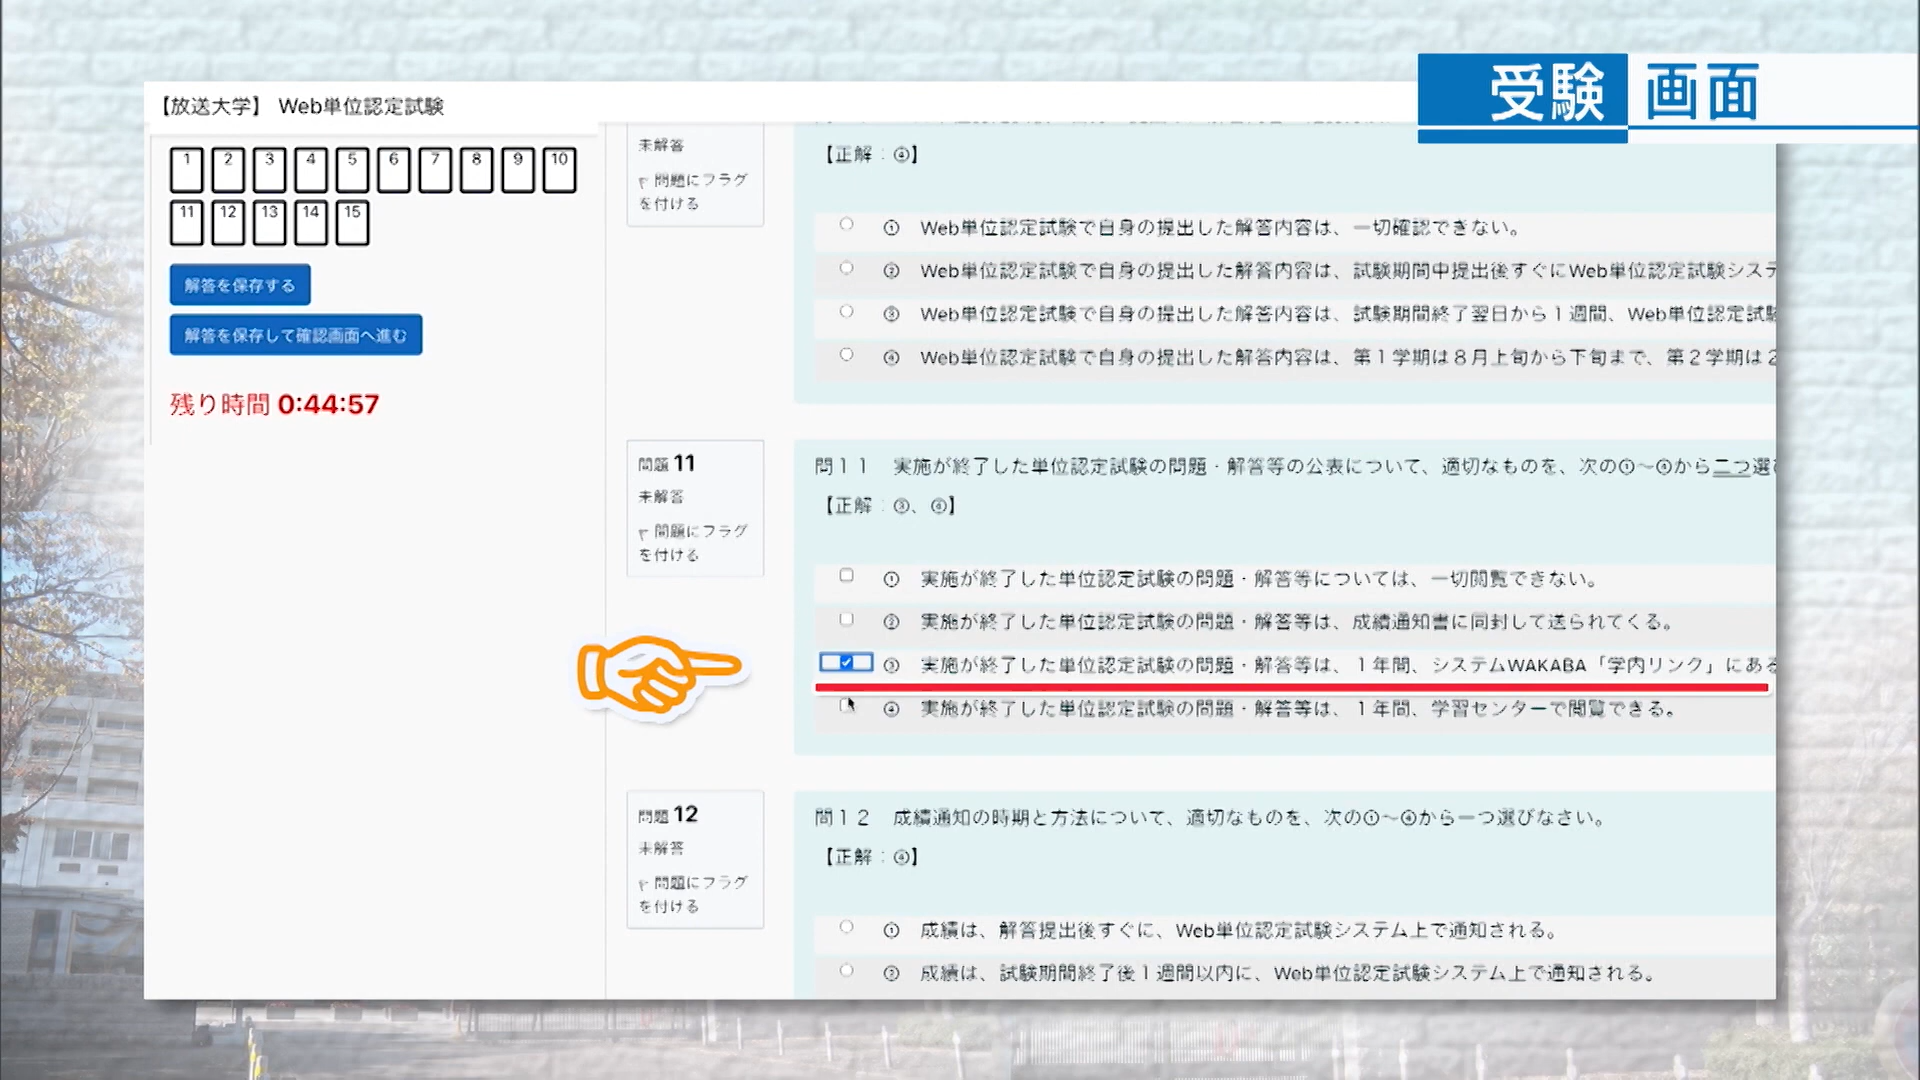 受験 画面
【放送大学】 Web単位認定試験
1 2 3 4 5 6 7 8 9 10
11 12 13 14 15
解答を保存する
解答を保存して確認画面へ進む
残り時間 0:44:57
未解答
問題にフラグ
を付ける
【正解：④】
① Web単位認定試験で自身の提出した解答内容は、一切確認できない。
② Web単位認定試験で自身の提出した解答内容は、試験期間中提出後すぐにWeb単位認定試験システ
③ Web単位認定試験で自身の提出した解答内容は、試験期間終了翌日から１週間、Web単位認定試験
④ Web単位認定試験で自身の提出した解答内容は、第１学期は８月上旬から下旬まで、第２学期は２
問題 11
未解答
問題にフラグ
を付ける
問１１ 実施が終了した単位認定試験の問題・解答等の公表について、適切なものを、次の①～④から二つ選び
【正解：③、④】
① 実施が終了した単位認定試験の問題・解答等については、一切閲覧できない。
② 実施が終了した単位認定試験の問題・解答等は、成績通知書に同封して送られてくる。
③ 実施が終了した単位認定試験の問題・解答等は、１年間、システムWAKABA「学内リンク」にある
④ 実施が終了した単位認定試験の問題・解答等は、１年間、学習センターで閲覧できる。
問題 12
未解答
問題にフラグ
を付ける
問１２ 成績通知の時期と方法について、適切なものを、次の①～④から一つ選びなさい。
【正解：④】
① 成績は、解答提出後すぐに、Web単位認定試験システム上で通知される。
② 成績は、試験期間終了後１週間以内に、Web単位認定試験システム上で通知される。